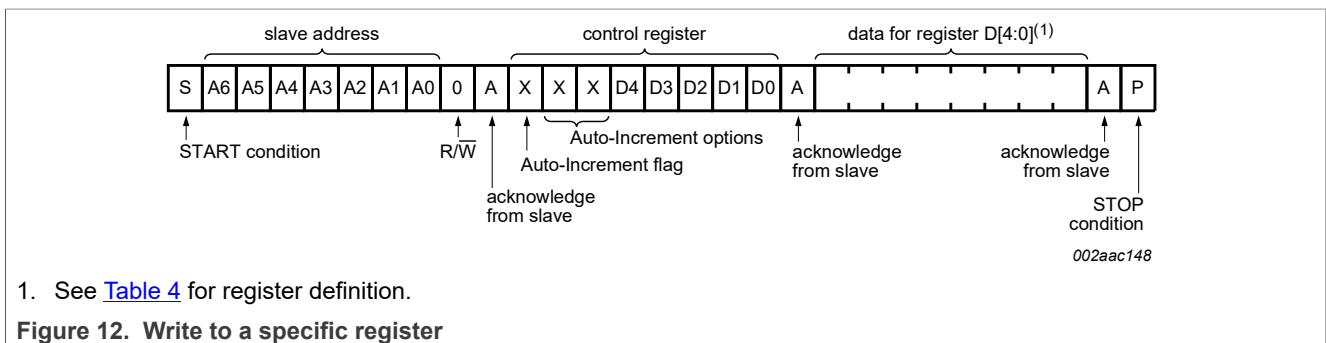 slave address control register data for register D[4:0](1)
S A6 A5 A4 A3 A2 A1 A0 0 A X X X D4 D3 D2 D1 D0 A A P
START condition R/W Auto-Increment flag Auto-Increment options
acknowledge
from slave
acknowledge
from slave
acknowledge
from slave
STOP
condition
002aac148
1. See Table 4 for register definition.
Figure 12. Write to a specific register